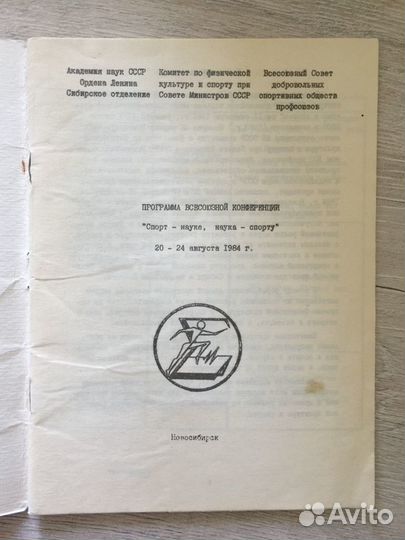 Академия наук СССР
Ордена Ленина
Сибирское отделение
Комитет по физической
культуре и спорту при
Совете Министров СССР
Всесоюзный Совет
добровольных
спортивных обществ
профсоюзов
ПРОГРАММА ВСЕСОЮЗНОЙ КОНФЕРЕНЦИИ
"Спорт - науке, наука - спорту"
20 - 24 августа 1984 г.
Новосибирск
Avito